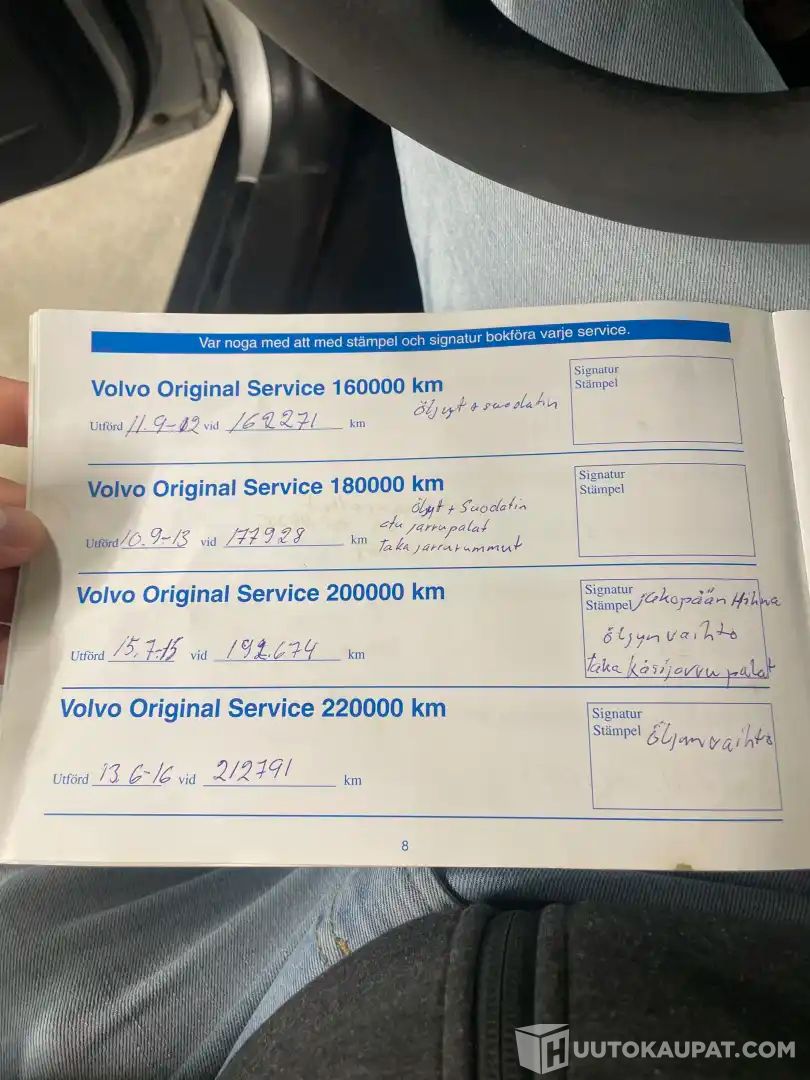 Var noga med att med stämpel och signatur bokföra varje service.
Volvo Original Service 160000 km
öljyt + suodatin
Signatur
Stämpel
Utförd 11.9-12 vid 162271 km
Volvo Original Service 180000 km
Öljyt + Suodatin
etu jarrupalat
taka jarrurummut
Signatur
Stämpel
Utförd 10.9-13 vid 177928 km
Volvo Original Service 200000 km
Signatur
Stämpel jakopään Hihna
öljyn vaihto
taka käsijarru palat
Utförd 15.7.15 vid 192.674 km
Volvo Original Service 220000 km
Signatur
Stämpel öljynvaihto
Utförd 13.6-16 vid 212791 km
8
HUUTOKAUPAT.COM